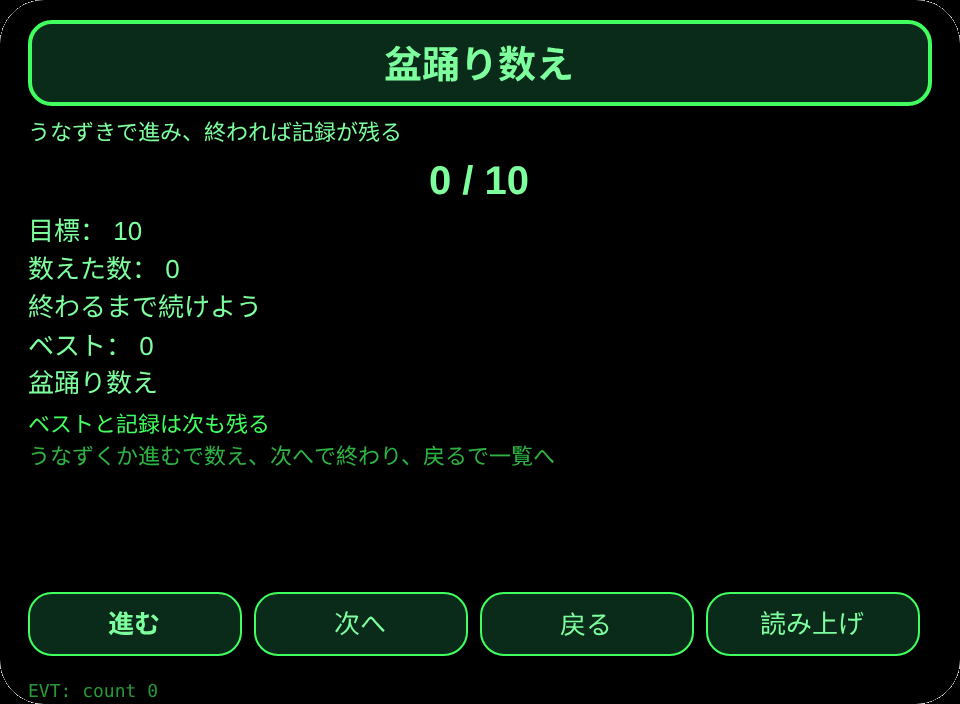 盆踊り数え
うなずきで進み、終われば記録が残る
0 / 10
目標： 10
数えた数： 0
終わるまで続けよう
ベスト： 0
盆踊り数え
ベストと記録は次も残る
うなずくか進むで数え、次へで終わり、戻るで一覧へ
進む 次へ 戻る 読み上げ
EVT: count 0